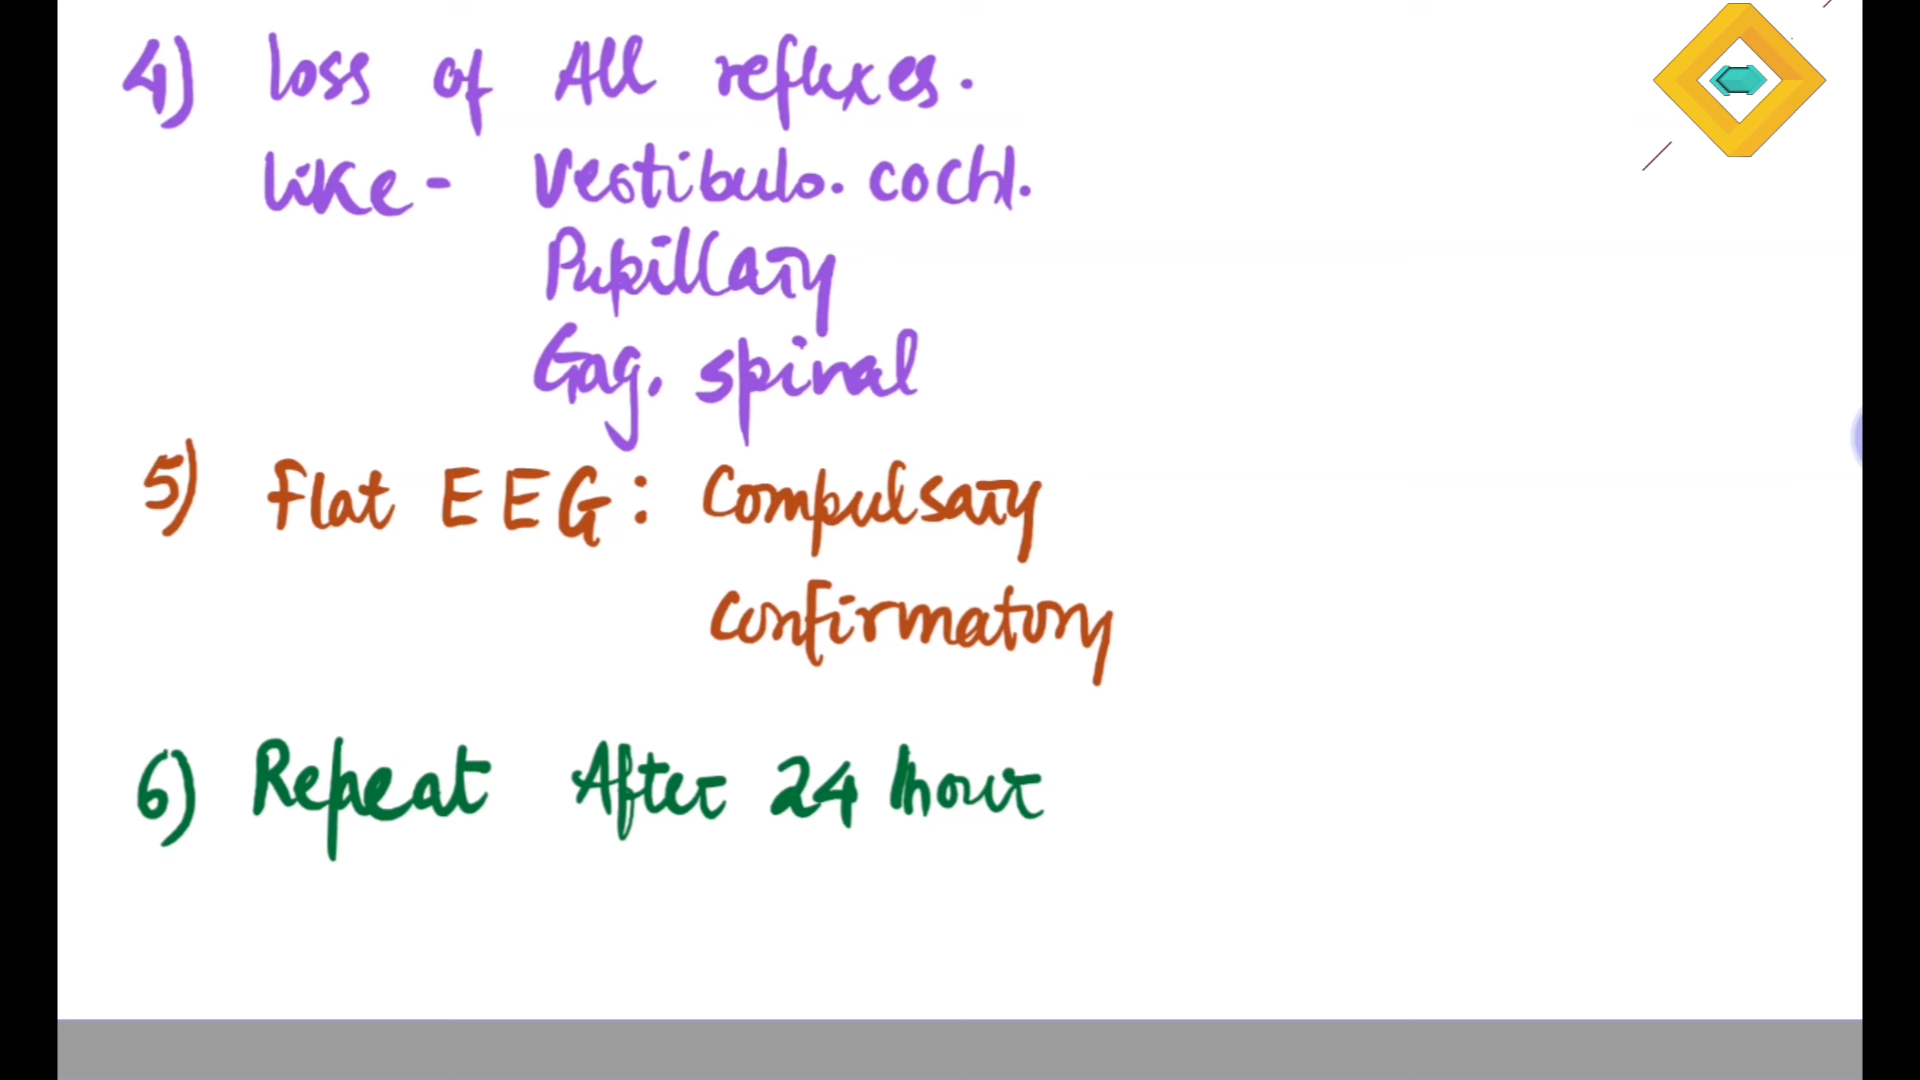 4) loss of All reflexes.
like - Vestibulo. cochl.
Pupillary
Gag. spinal
5) Flat EEG: Compulsary
confirmatory
6) Repeat After 24 hour